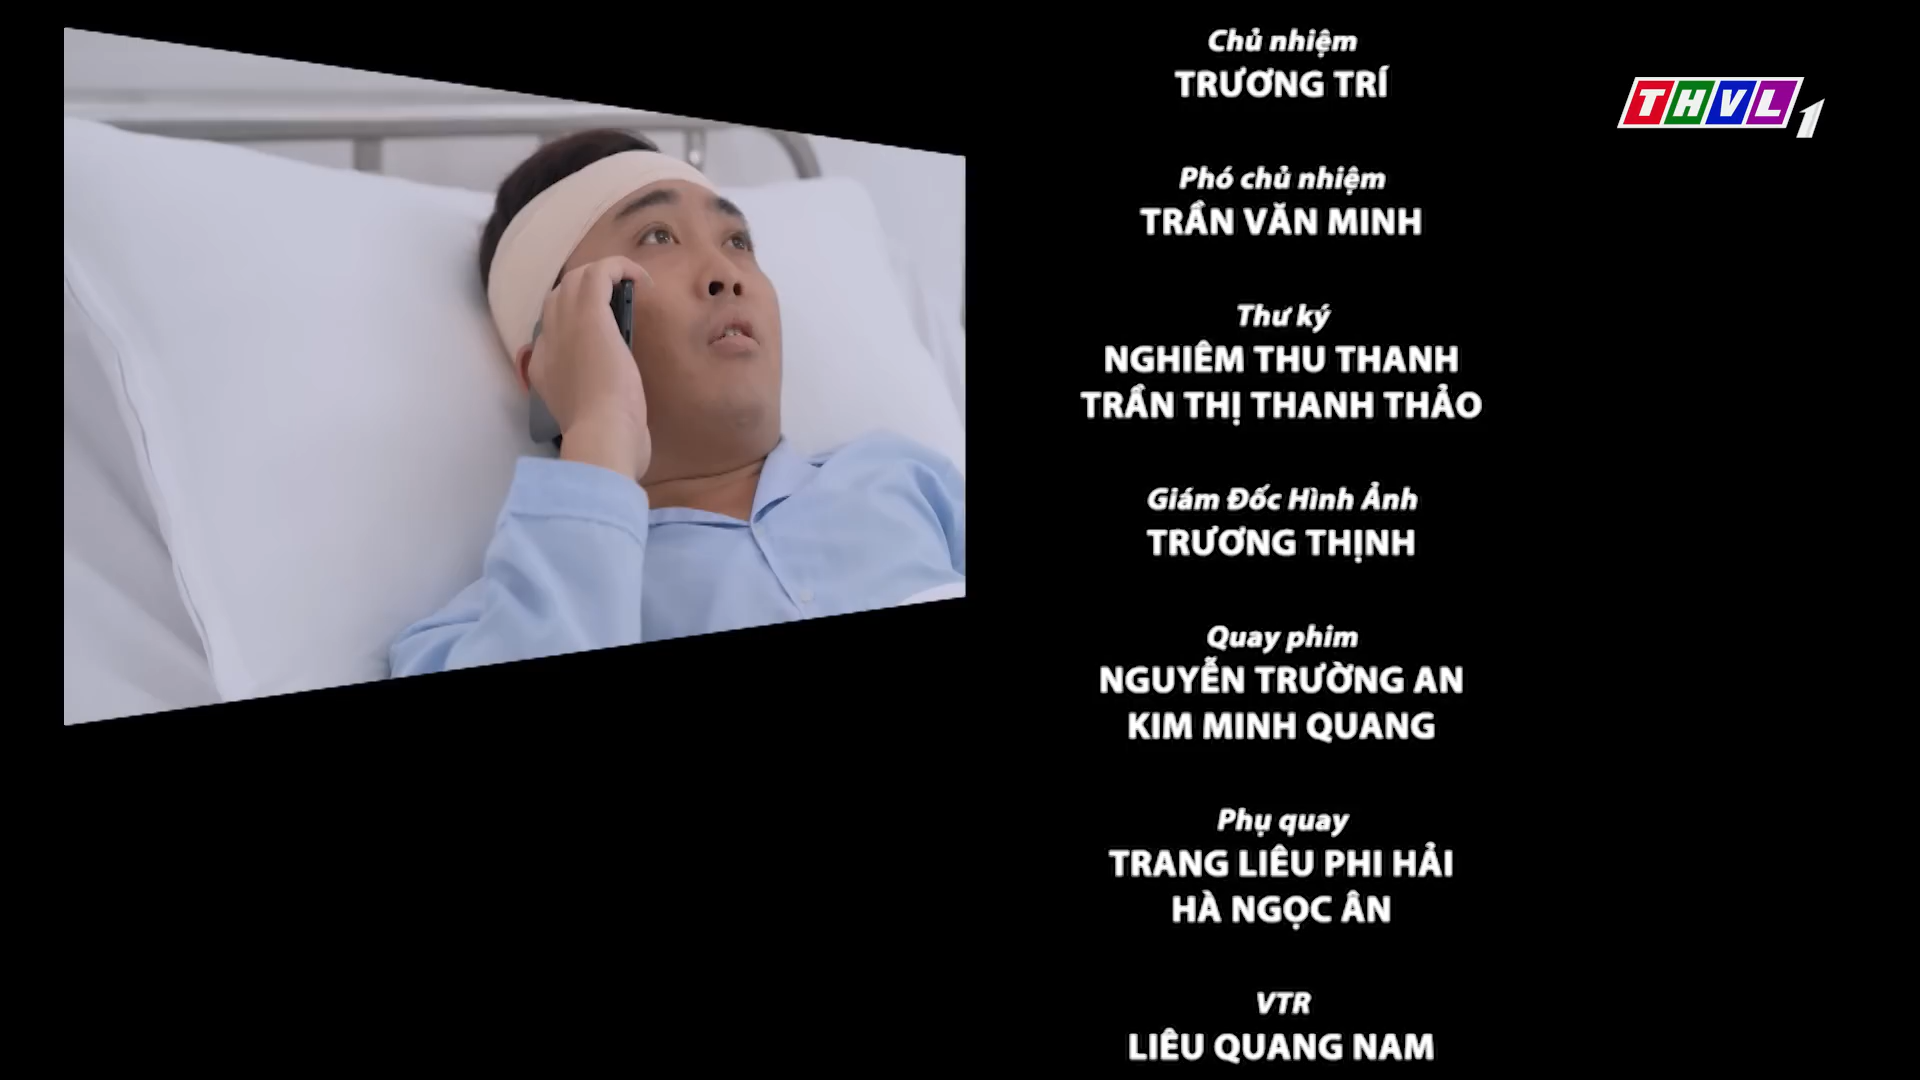 Chủ nhiệm
TRƯƠNG TRÍ
THVL1
Phó chủ nhiệm
TRẦN VĂN MINH
Thư ký
NGHIÊM THU THANH
TRẦN THỊ THANH THẢO
Giám Đốc Hình Ảnh
TRƯƠNG THỊNH
Quay phim
NGUYỄN TRƯỜNG AN
KIM MINH QUANG
Phụ quay
TRANG LIÊU PHI HẢI
HÀ NGỌC ÂN
VTR
LIÊU QUANG NAM